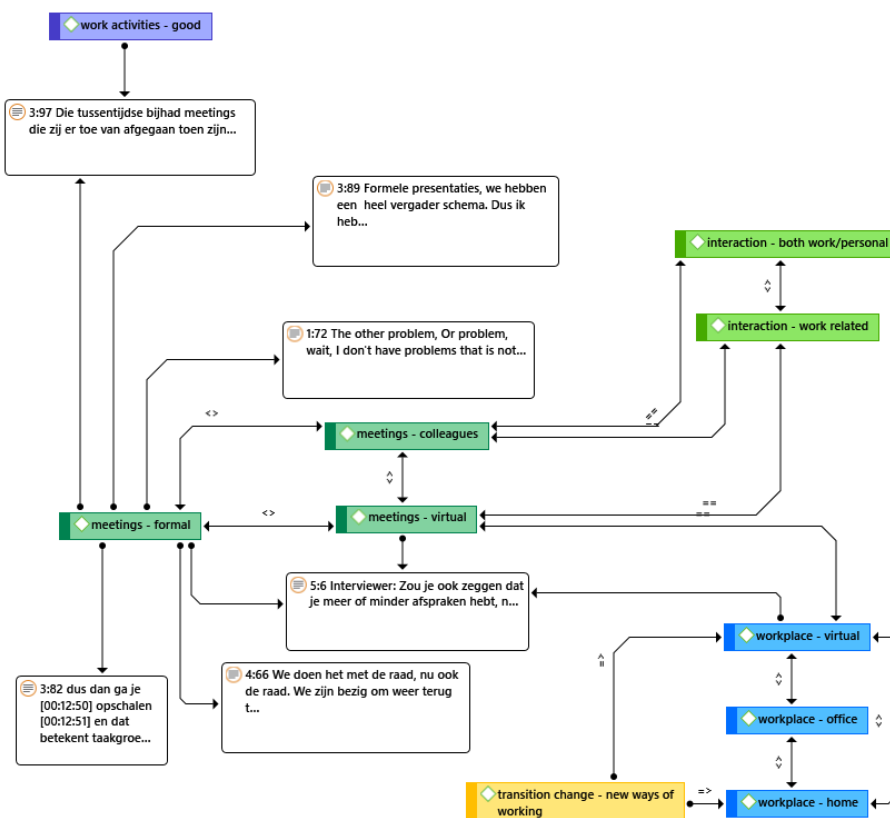 work activities - good
3:97 Die tussentijdse bijhad meetings
die zij er toe van afgegaan toen zijn...
3:89 Formele presentaties, we hebben
een heel vergader schema. Dus ik
heb...
interaction - both work/personal
<>
interaction - work related
1:72 The other problem, Or problem,
wait, I don't have problems that is not...
<>
==
==
meetings - colleagues
<>
==
==
<>
meetings - formal
meetings - virtual
5:6 Interviewer: Zou je ook zeggen dat
je meer of minder afspraken hebt, n...
workplace - virtual
=>
4:66 We doen het met de raad, nu ook
de raad. We zijn bezig om weer terug
t...
3:82 dus dan ga je
[00:12:50] opschalen
[00:12:51] en dat
betekent taakgroe...
<>
workplace - office
<>
<>
transition change - new ways of
working
=>
workplace - home